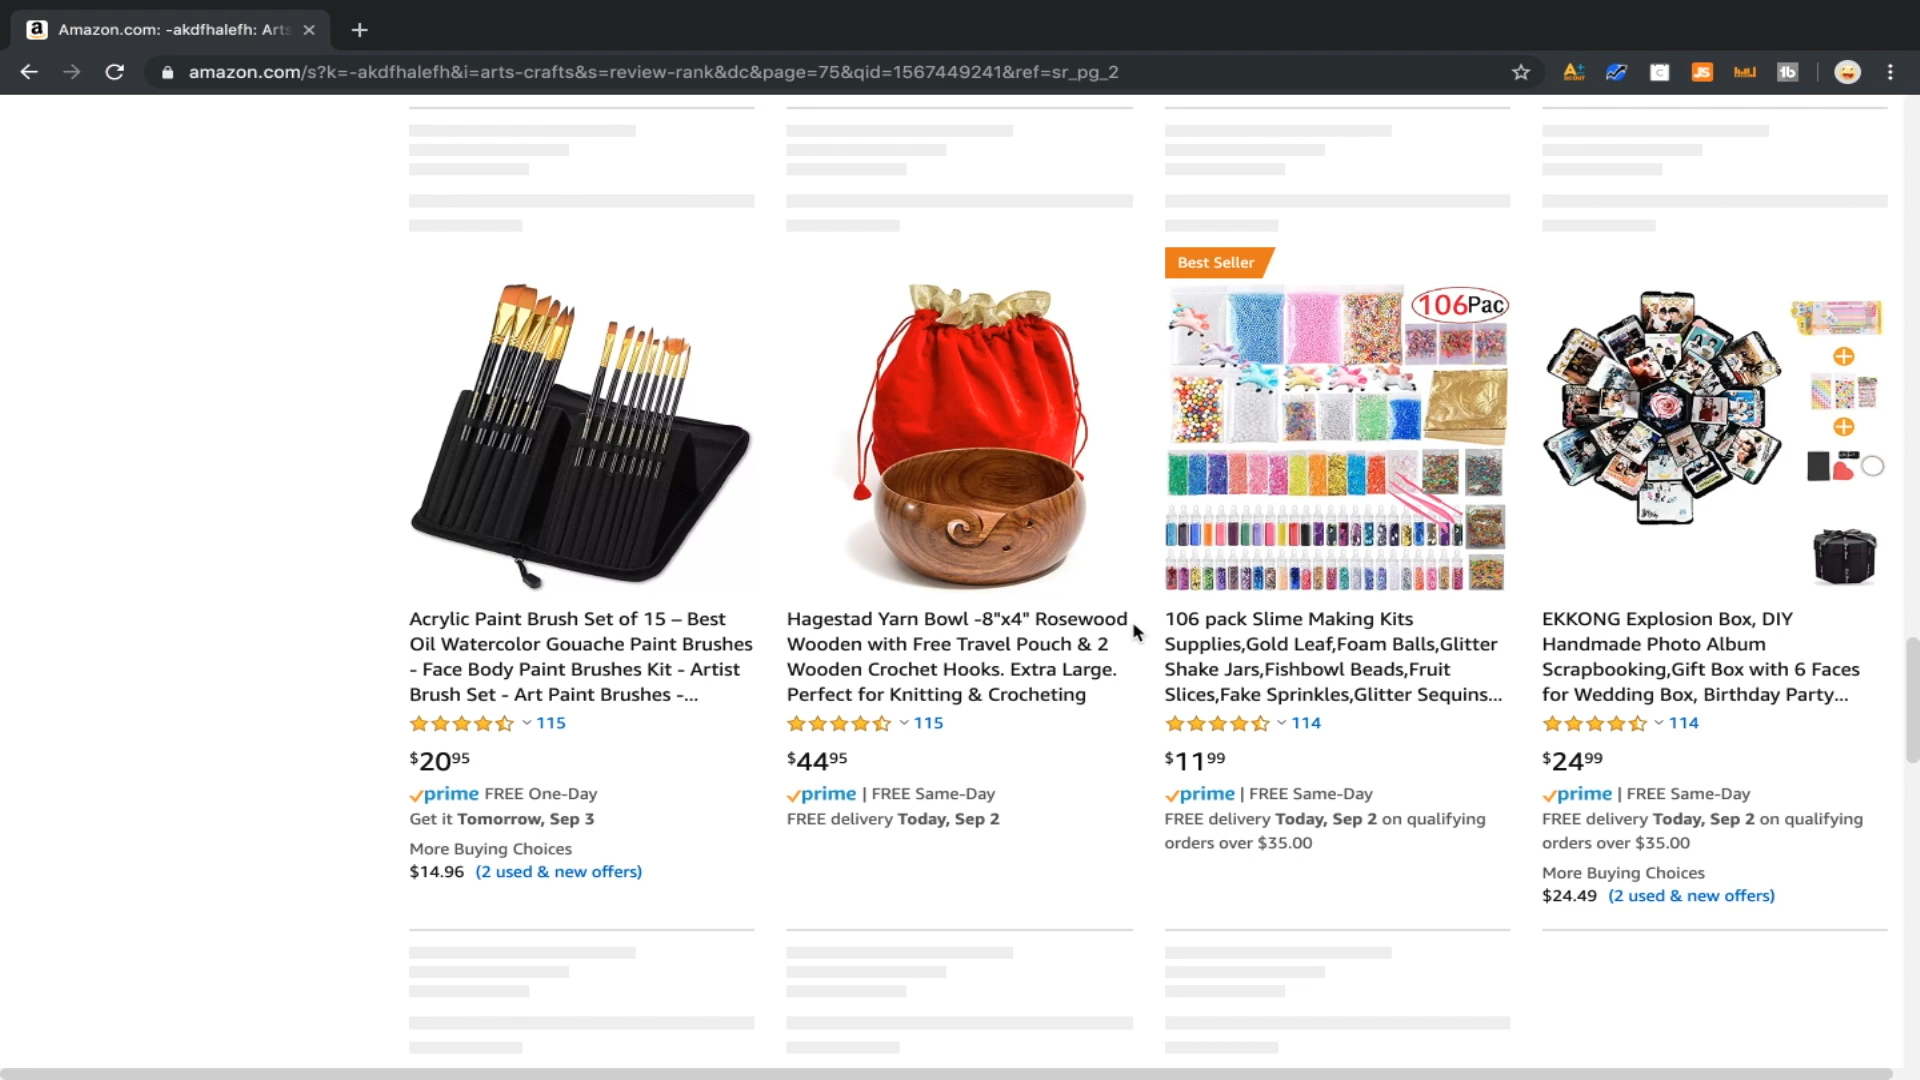 Amazon.com: -akdfhalefh: Arts
amazon.com/s?k=-akdfhalefh&i=arts-crafts&s=review-rank&dc&page=75&qid=1567449241&ref=sr_pg_2
Best Seller
106Pac
Acrylic Paint Brush Set of 15 – Best
Oil Watercolor Gouache Paint Brushes
- Face Body Paint Brushes Kit - Artist
Brush Set - Art Paint Brushes -...
115
$20.95
prime FREE One-Day
Get it Tomorrow, Sep 3
More Buying Choices
$14.96 (2 used & new offers)
Hagestad Yarn Bowl -8"x4" Rosewood
Wooden with Free Travel Pouch & 2
Wooden Crochet Hooks. Extra Large.
Perfect for Knitting & Crocheting
115
$44.95
prime | FREE Same-Day
FREE delivery Today, Sep 2
106 pack Slime Making Kits
Supplies,Gold Leaf,Foam Balls,Glitter
Shake Jars,Fishbowl Beads,Fruit
Slices,Fake Sprinkles,Glitter Sequins...
114
$11.99
prime | FREE Same-Day
FREE delivery Today, Sep 2 on qualifying
orders over $35.00
EKKONG Explosion Box, DIY
Handmade Photo Album
Scrapbooking,Gift Box with 6 Faces
for Wedding Box, Birthday Party...
114
$24.99
prime | FREE Same-Day
FREE delivery Today, Sep 2 on qualifying
orders over $35.00
More Buying Choices
$24.49 (2 used & new offers)